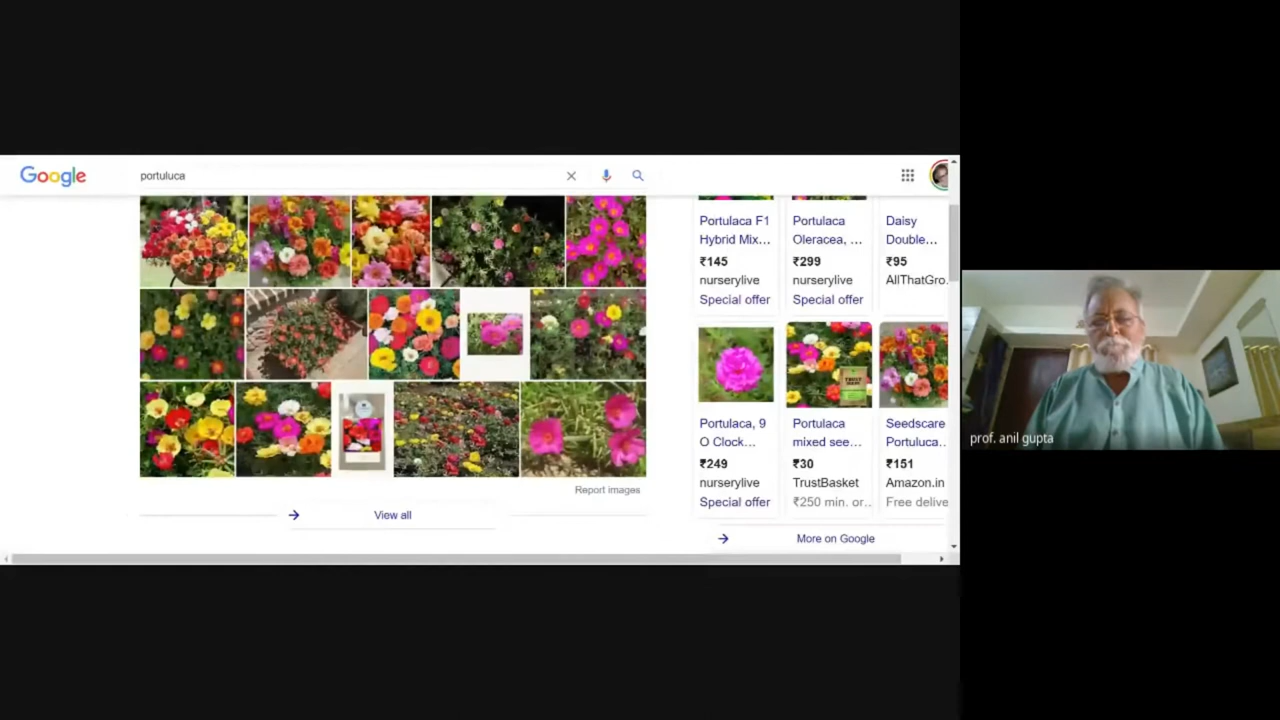 Google
portuluca
Portulaca F1
Hybrid Mix...
₹145
nurserylive
Special offer
Portulaca
Oleracea, ...
₹299
nurserylive
Special offer
Daisy
Double...
₹95
AllThatGro.
Portulaca, 9
O Clock...
₹249
nurserylive
Special offer
Portulaca
mixed see...
₹30
TrustBasket
₹250 min. or...
Seedscare
Portuluca...
₹151
Amazon.in
Free delive
Report images
View all
More on Google
prof. anil gupta